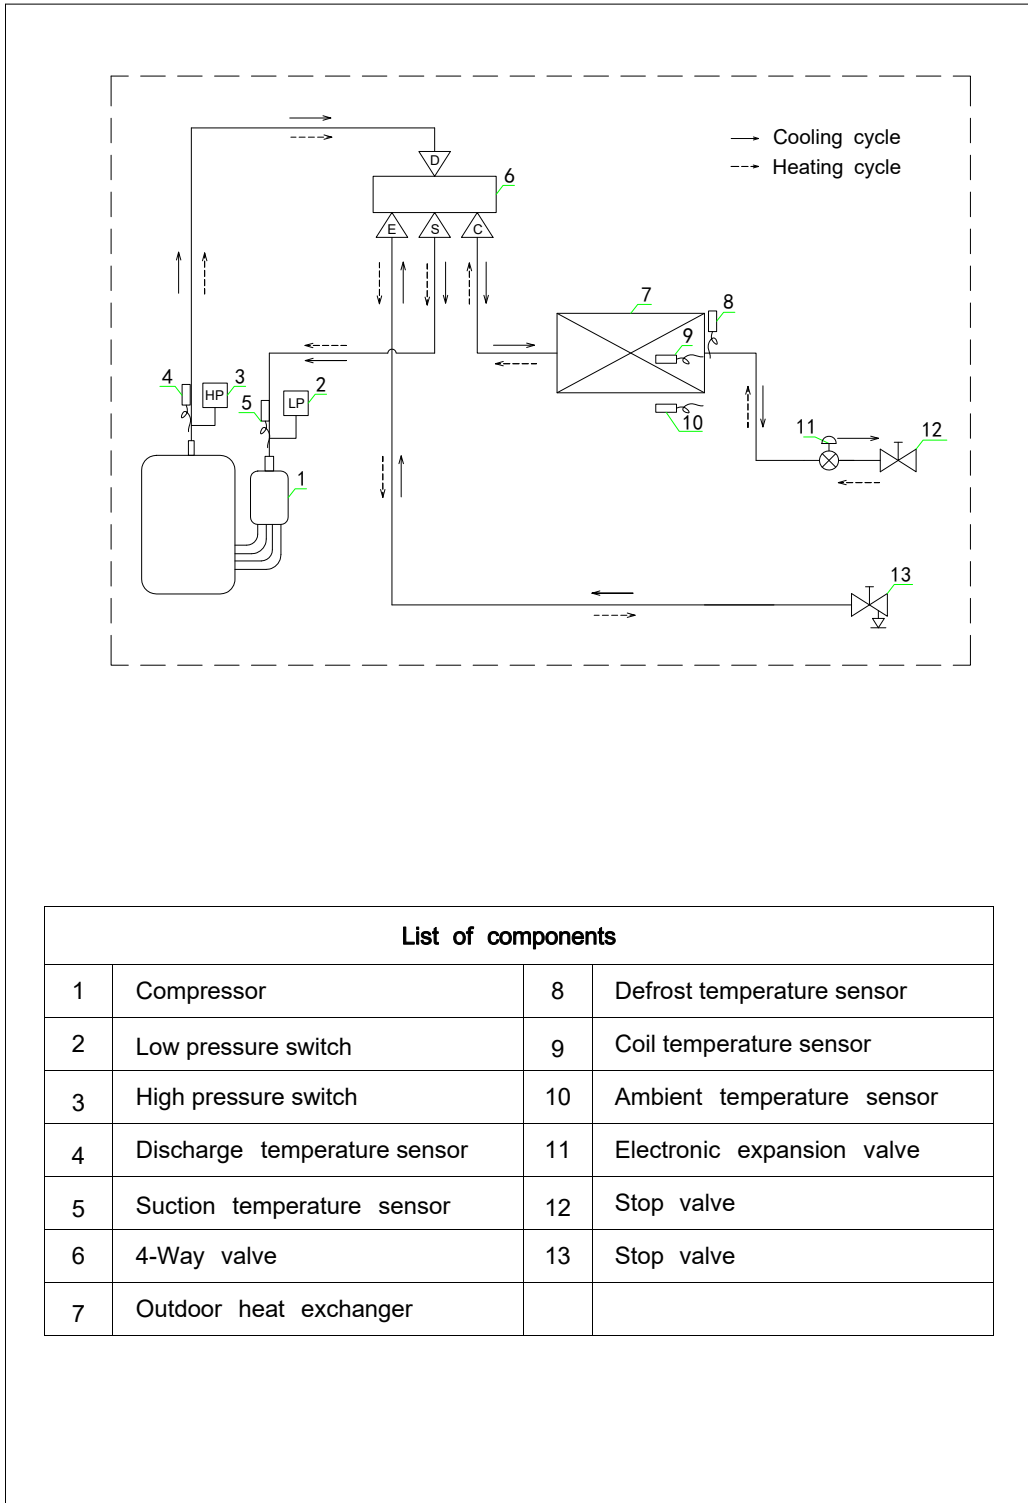 Cooling cycle
Heating cycle
D
6
E S C
7
8
9
4
3
HP
5
2
LP
10
11
12
1
13
List of components
1 Compressor 8 Defrost temperature sensor
2 Low pressure switch 9 Coil temperature sensor
3 High pressure switch 10 Ambient temperature sensor
4 Discharge temperature sensor 11 Electronic expansion valve
5 Suction temperature sensor 12 Stop valve
6 4-Way valve 13 Stop valve
7 Outdoor heat exchanger